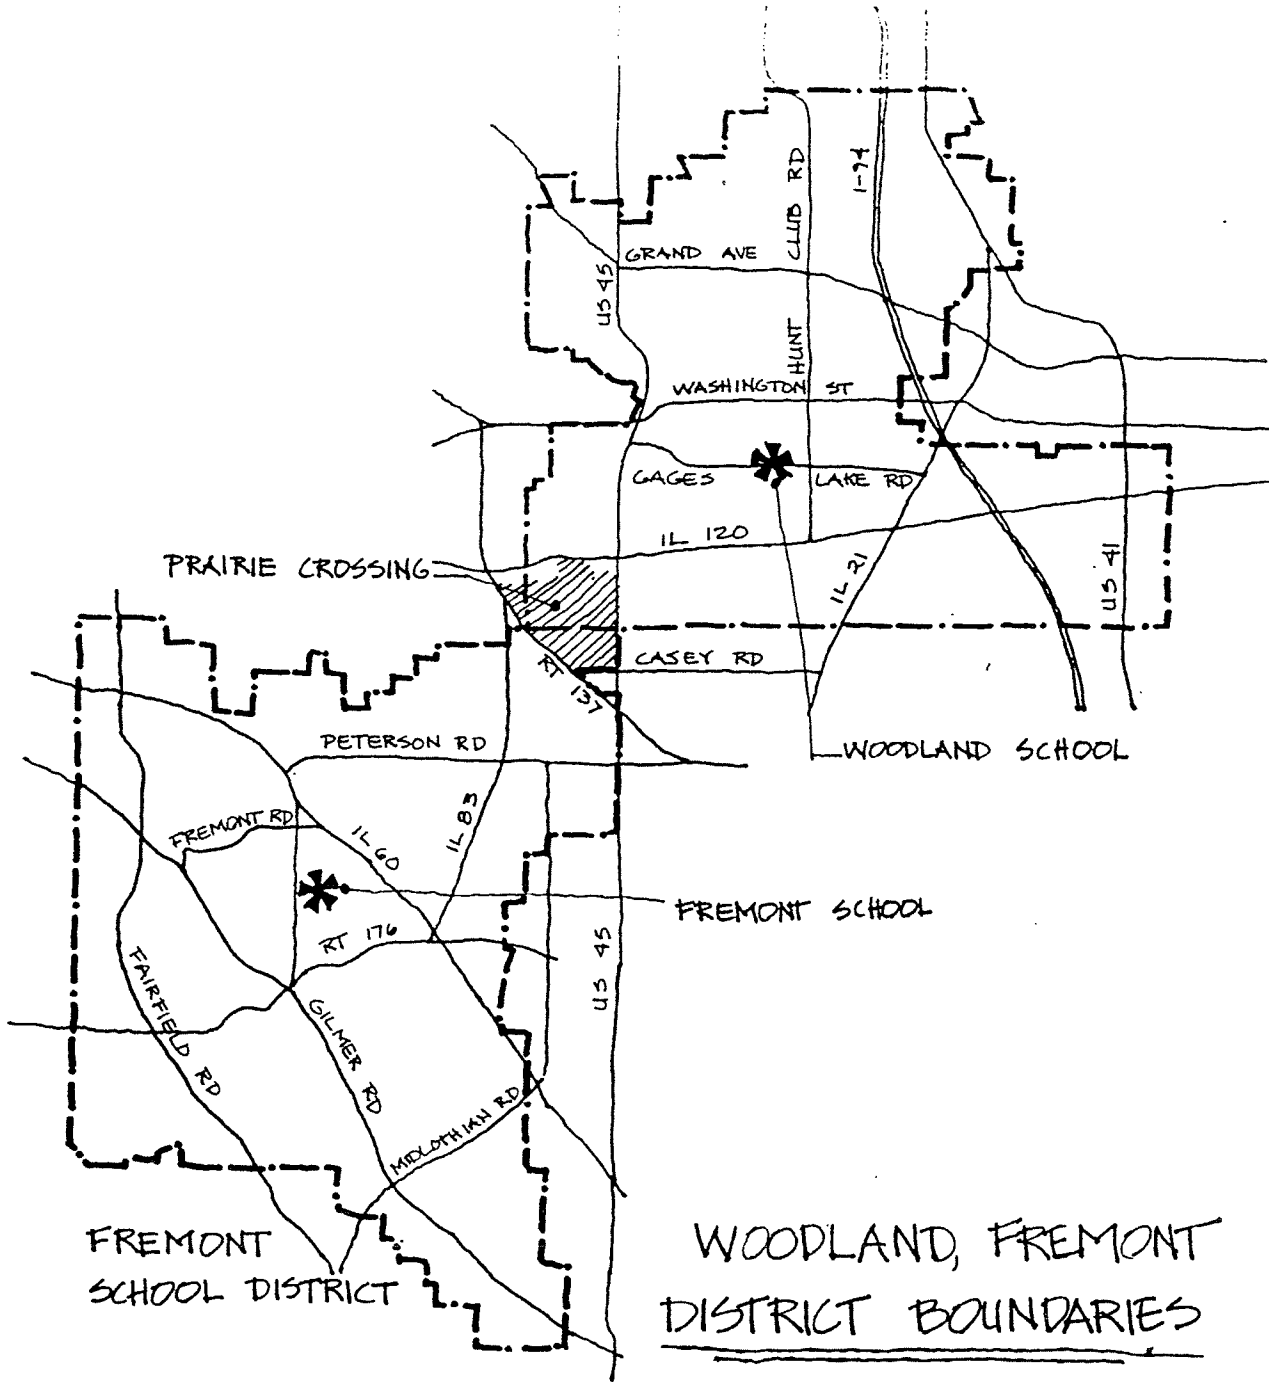 HUNT CLUB RD
I-94
GRAND AVE
US 45
WASHINGTON ST
GAGES LAKE RD
IL 120
PRAIRIE CROSSING
IL 21
US 41
CASEY RD
RT 137
WOODLAND SCHOOL
PETERSON RD
FREMONT RD
IL 60
IL 83
FREMONT SCHOOL
RT 176
US 45
FAIRFIELD RD
GILMER RD
MIDLOTHIAN RD
FREMONT
SCHOOL DISTRICT
WOODLAND, FREMONT
DISTRICT BOUNDARIES